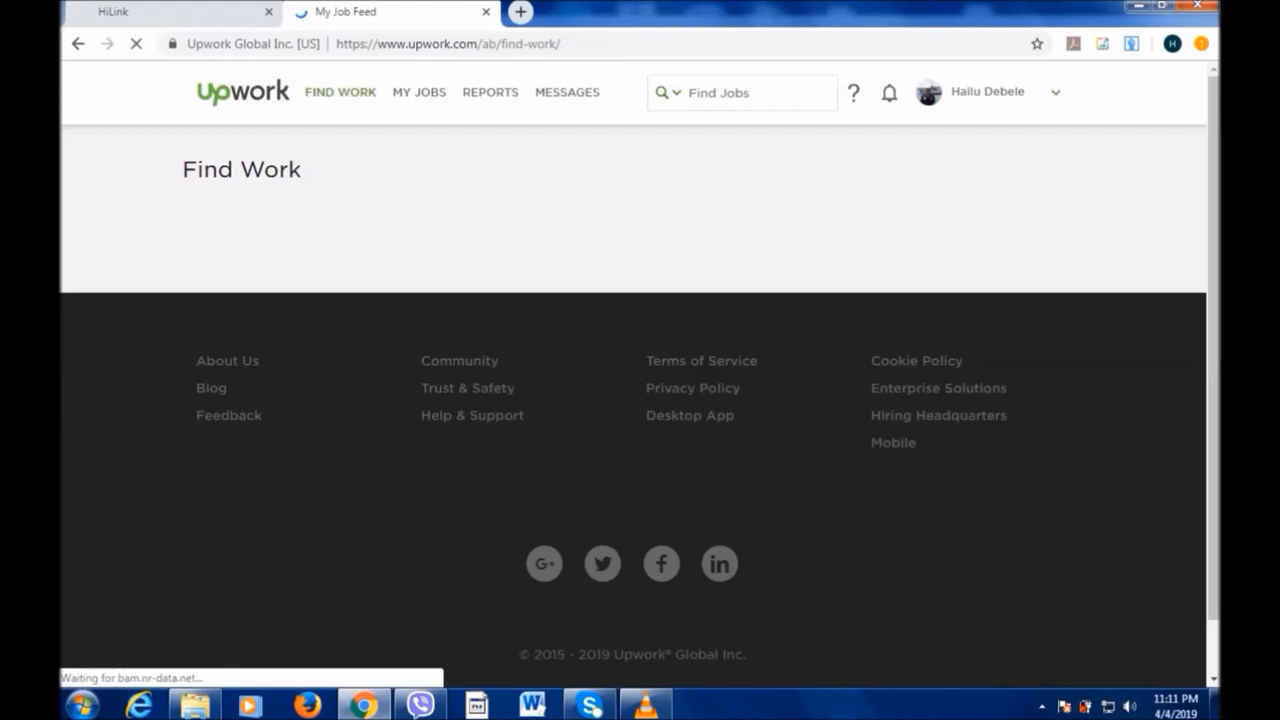 HiLink
My Job Feed
Upwork Global Inc. [US] | https://www.upwork.com/ab/find-work/
H
upwork FIND WORK MY JOBS REPORTS MESSAGES Find Jobs ? Hailu Debele
Find Work
About Us Community Terms of Service Cookie Policy
Blog Trust & Safety Privacy Policy Enterprise Solutions
Feedback Help & Support Desktop App Hiring Headquarters
Mobile
G+ f in
© 2015 - 2019 Upwork® Global Inc.
Waiting for bam.nr-data.net...
11:11 PM
4/4/2019